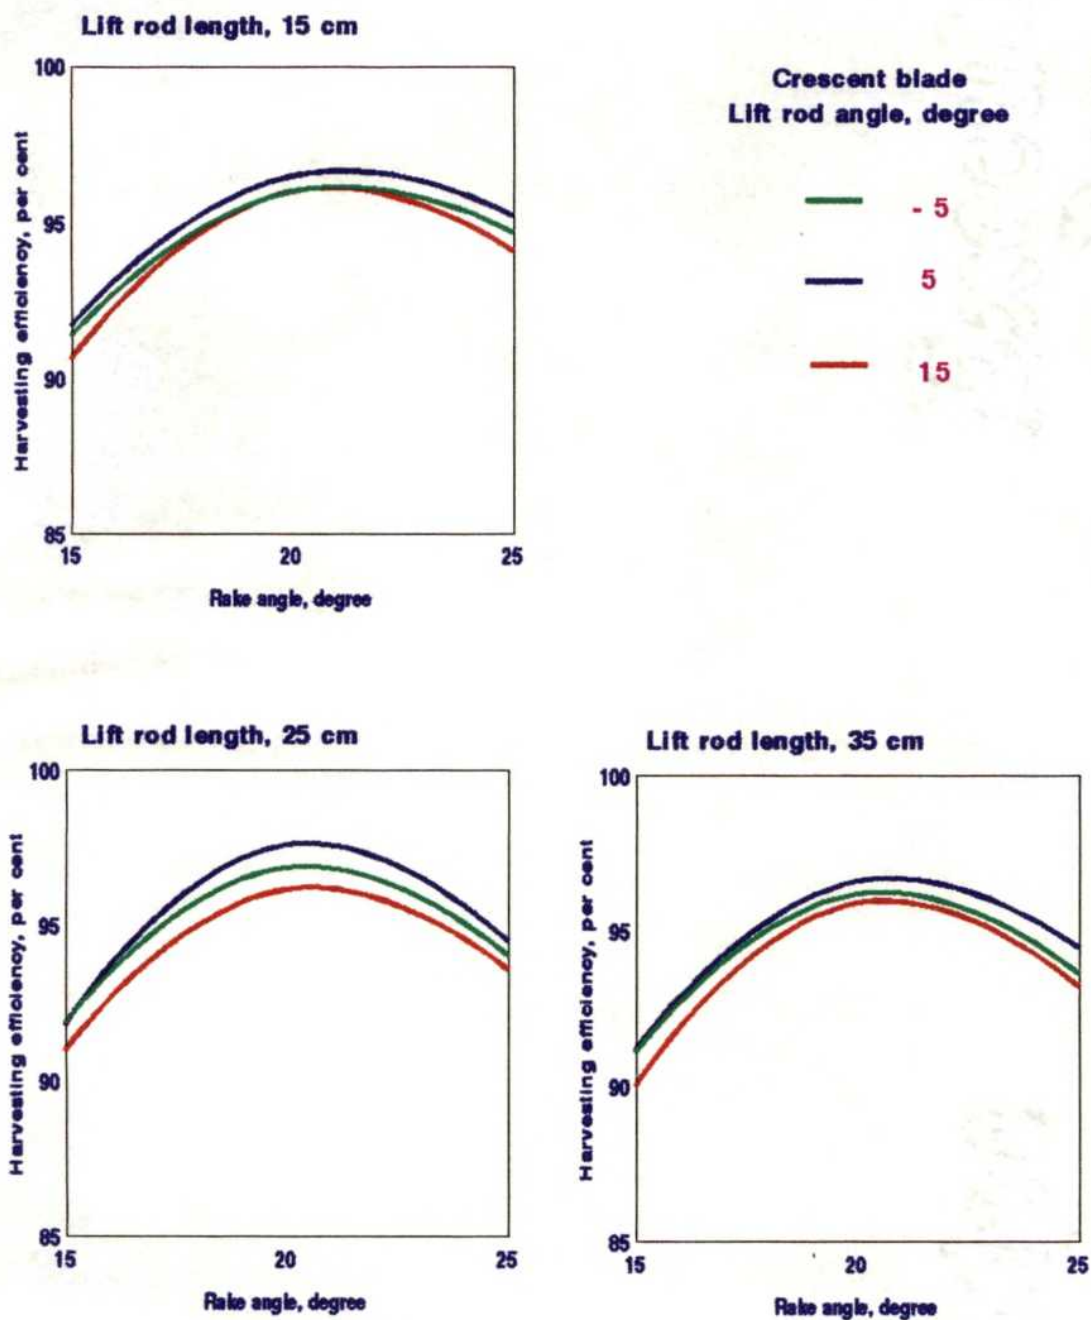 Lift rod length, 15 cm
100
95
90
85
15
20
25
Harvesting efficiency, per cent
Rake angle, degree
Crescent blade
Lift rod angle, degree
- 5
5
15
Lift rod length, 25 cm
100
95
90
85
15
20
25
Harvesting efficiency, per cent
Rake angle, degree
Lift rod length, 35 cm
100
95
90
85
15
20
25
Harvesting efficiency, per cent
Rake angle, degree